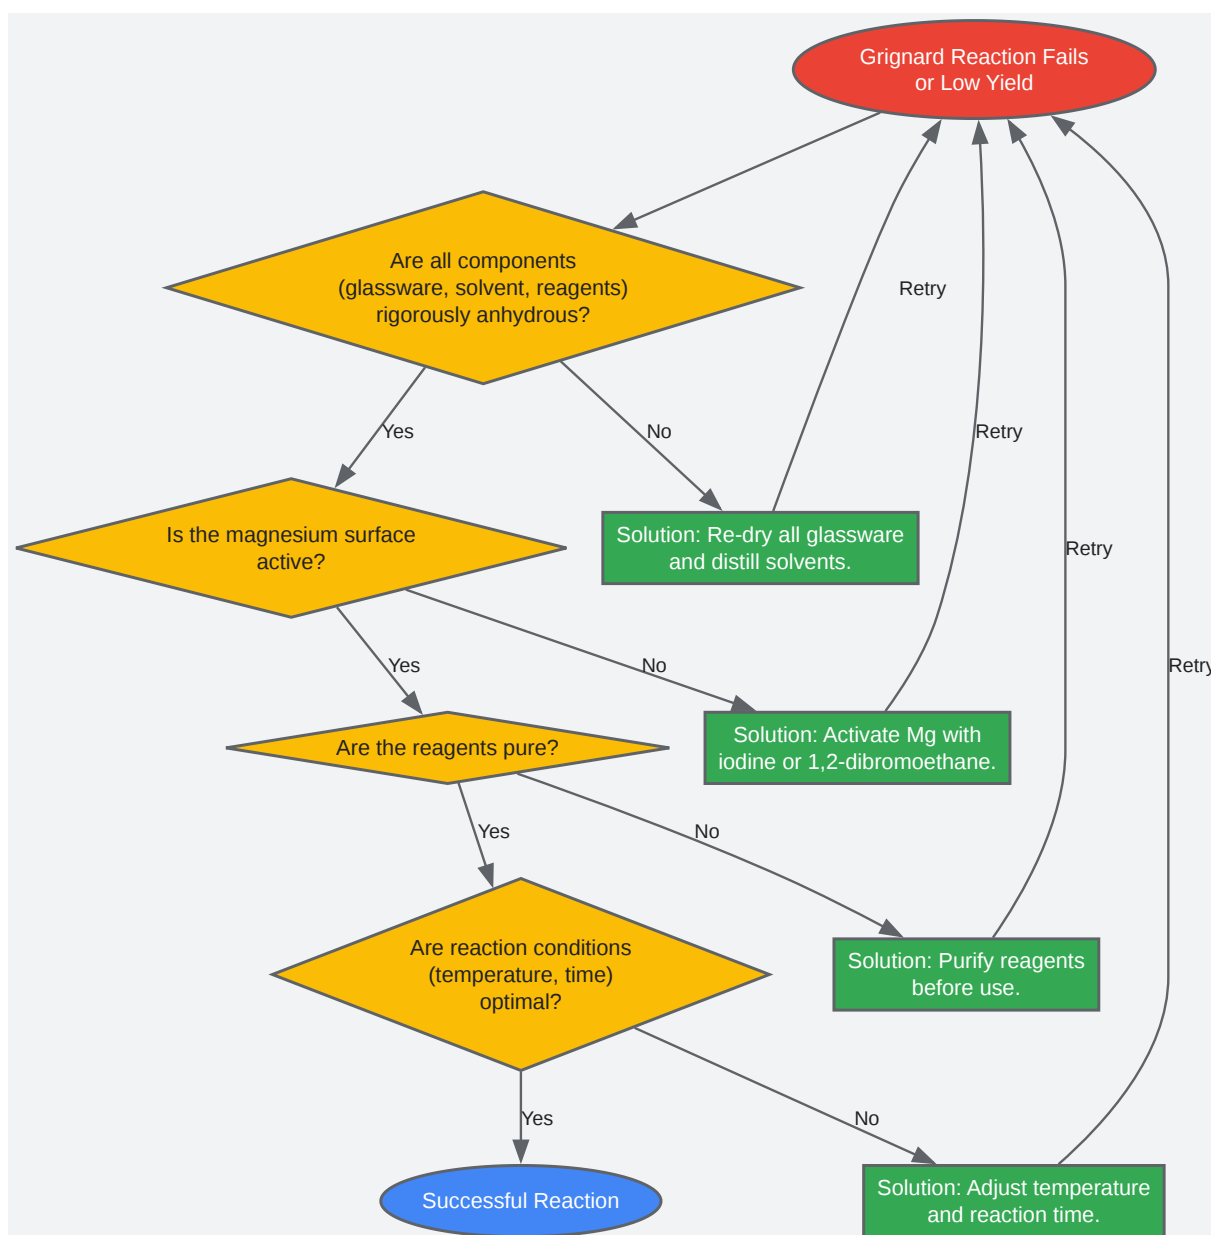 Grignard Reaction Fails
or Low Yield
Are all components
(glassware, solvent, reagents)
rigorously anhydrous?
Retry
Yes
No
Retry
Is the magnesium surface
active?
Solution: Re-dry all glassware
and distill solvents.
Retry
Yes
No
Retry
Are the reagents pure?
Solution: Activate Mg with
iodine or 1,2-dibromoethane.
Yes
No
Are reaction conditions
(temperature, time)
optimal?
Solution: Purify reagents
before use.
Yes
No
Successful Reaction
Solution: Adjust temperature
and reaction time.